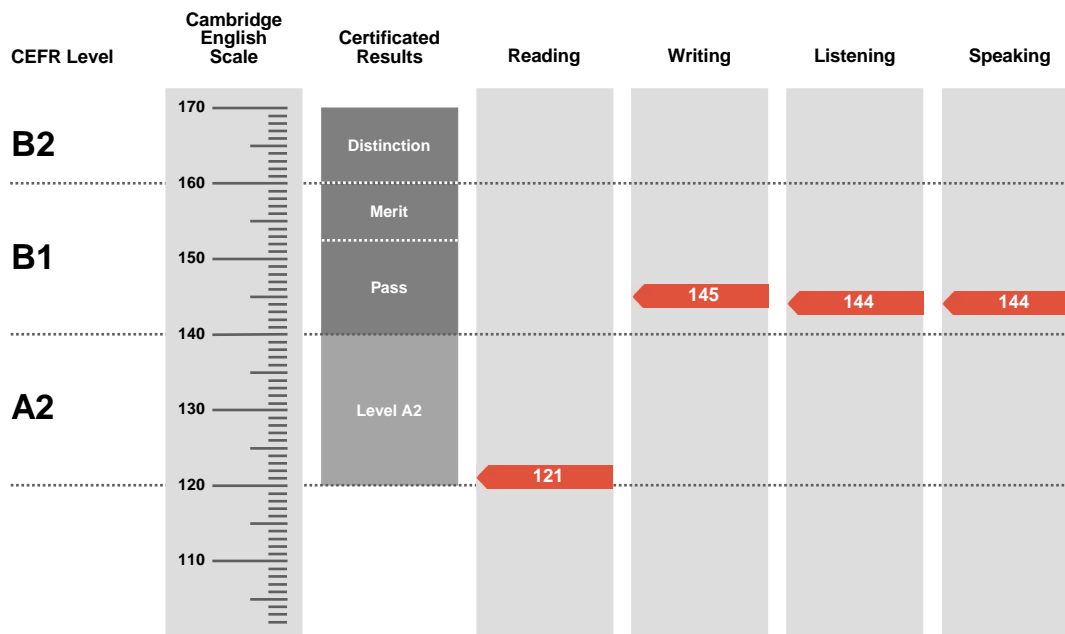 CEFR Level
Cambridge
English
Scale
Certificated
Results
Reading
Writing
Listening
Speaking
170
B2
Distinction
160
Merit
B1
150
Pass
145
144
144
140
A2
130
Level A2
121
120
110